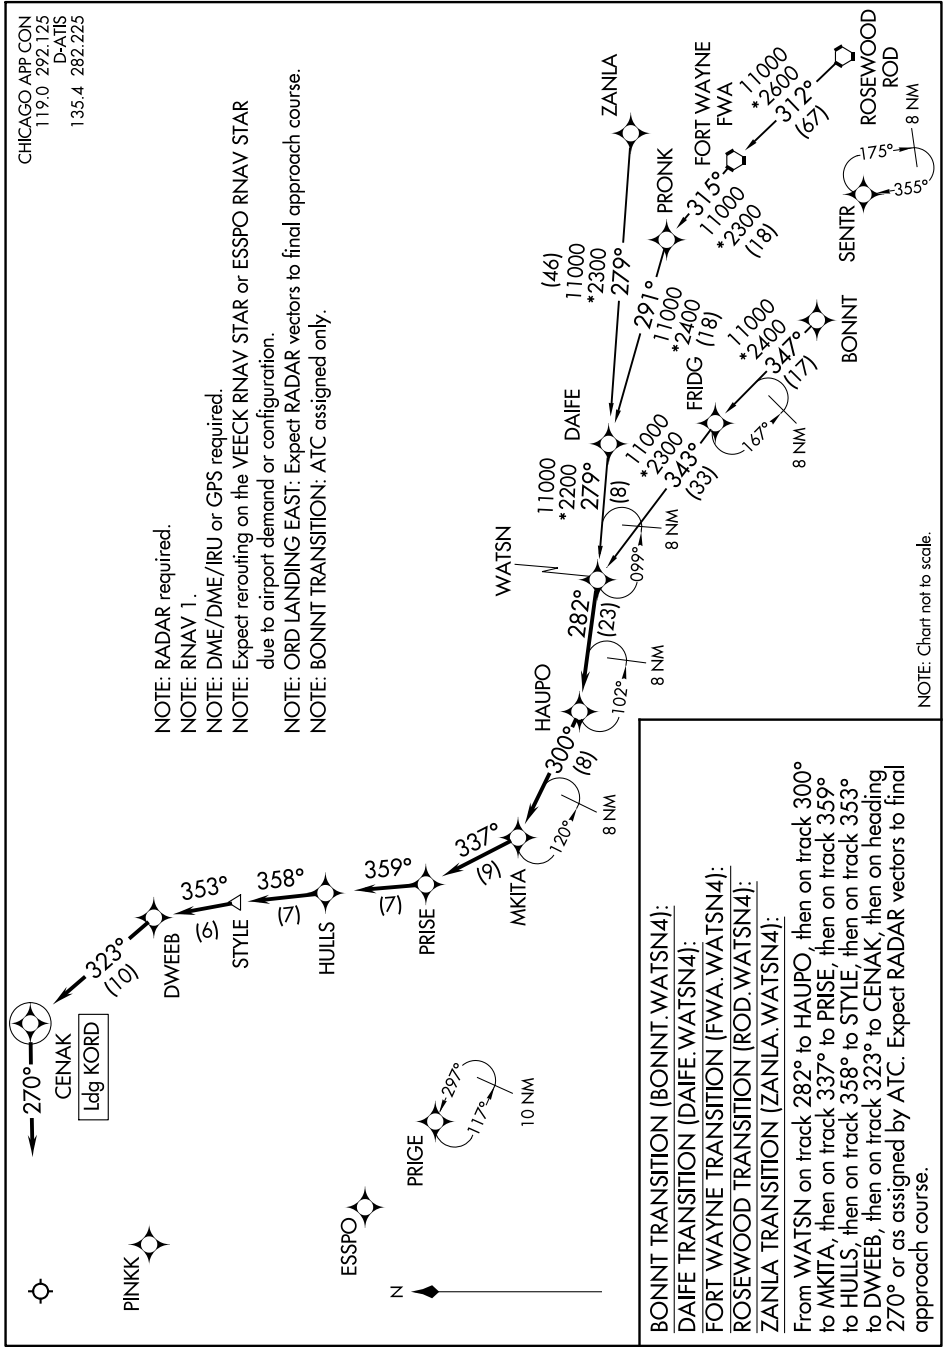 CHICAGO APP CON
119.0 292.125
D-ATIS
135.4 282.225
NOTE: RADAR required.
NOTE: RNAV 1.
NOTE: DME/DME/IRU or GPS required.
NOTE: Expect rerouting on the VEECK RNAV STAR or ESSPO RNAV STAR
due to airport demand or configuration.
NOTE: ORD LANDING EAST: Expect RADAR vectors to final approach course.
NOTE: BONNT TRANSITION: ATC assigned only.
270°
CENAK
Ldg KORD
323°
(10)
DWEEB
353°
(6)
STYLE
358°
(7)
HULLS
359°
(7)
PRISE
337°
(9)
MKITA
120°
8 NM
300°
(8)
HAUPO
102°
8 NM
282°
(23)
WATSN
099°
8 NM
11000
*2200
279°
(8)
DAIFE
(46)
11000
*2300
279°
ZANLA
291°
11000
*2400
(18)
PRONK
315°
11000
*2300
(18)
FORT WAYNE
FWA
11000
*2600
312°
(67)
ROSEWOOD
ROD
11000
*2300
343°
(33)
FRIDG
167°
8 NM
11000
*2400
347°
(17)
BONNT
SENTR
175°
355°
8 NM
PINKK
ESSPO
PRIGE
297°
117°
10 NM
N
NOTE: Chart not to scale.
BONNT TRANSITION (BONNT.WATSN4):
DAIFE TRANSITION (DAIFE.WATSN4):
FORT WAYNE TRANSITION (FWA.WATSN4):
ROSEWOOD TRANSITION (ROD.WATSN4):
ZANLA TRANSITION (ZANLA.WATSN4):
From WATSN on track 282° to HAUPO, then on track 300°
to MKITA, then on track 337° to PRISE, then on track 359°
to HULLS, then on track 358° to STYLE, then on track 353°
to DWEEB, then on track 323° to CENAK, then on heading
270° or as assigned by ATC. Expect RADAR vectors to final
approach course.